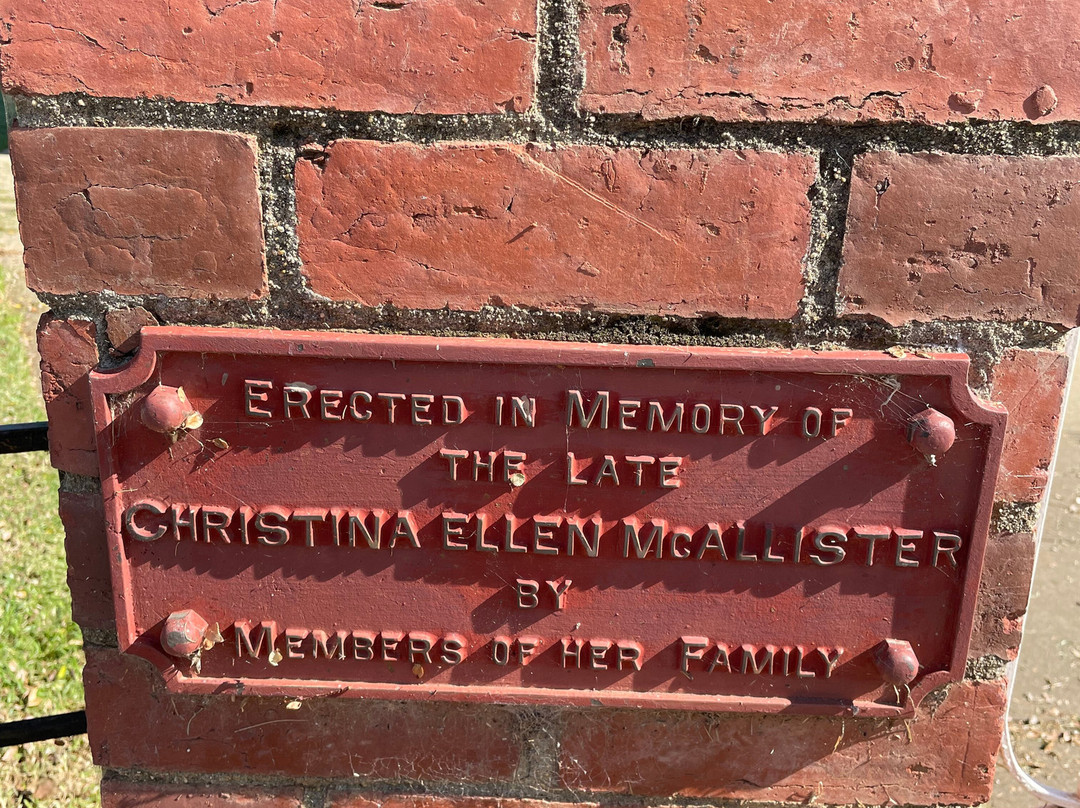 Erected in Memory of
the Late
Christina Ellen McAllister
by
Members of her Family